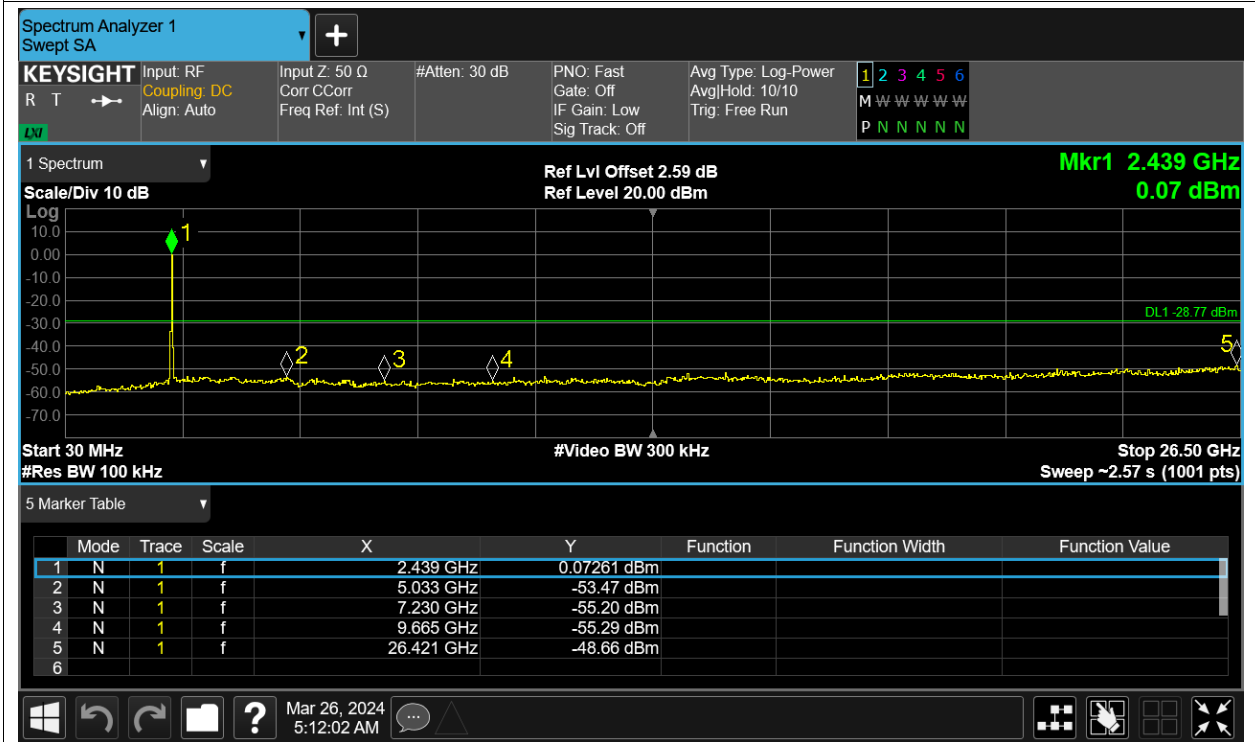 Spectrum Analyzer 1
Swept SA
+
KEYSIGHT Input: RF Input Z: 50 Ω #Atten: 30 dB PNO: Fast Avg Type: Log-Power 1 2 3 4 5 6
R T Coupling: DC Corr CCorr Gate: Off Avg|Hold: 10/10 M W W W W W W
Align: Auto Freq Ref: Int (S) IF Gain: Low Trig: Free Run
LXI Sig Track: Off P N N N N N N
1 Spectrum Ref Lvl Offset 2.59 dB Mkr1 2.439 GHz
Scale/Div 10 dB Ref Level 20.00 dBm 0.07 dBm
Log
10.0 1
0.00
-10.0
-20.0
DL1 -28.77 dBm
-30.0
-40.0 2 3 4 5
-50.0
-60.0
-70.0
Start 30 MHz #Video BW 300 kHz Stop 26.50 GHz
#Res BW 100 kHz Sweep ~2.57 s (1001 pts)
5 Marker Table
Mode Trace Scale X Y Function Function Width Function Value
1 N 1 f 2.439 GHz 0.07261 dBm
2 N 1 f 5.033 GHz -53.47 dBm
3 N 1 f 7.230 GHz -55.20 dBm
4 N 1 f 9.665 GHz -55.29 dBm
5 N 1 f 26.421 GHz -48.66 dBm
6
? Mar 26, 2024
5:12:02 AM